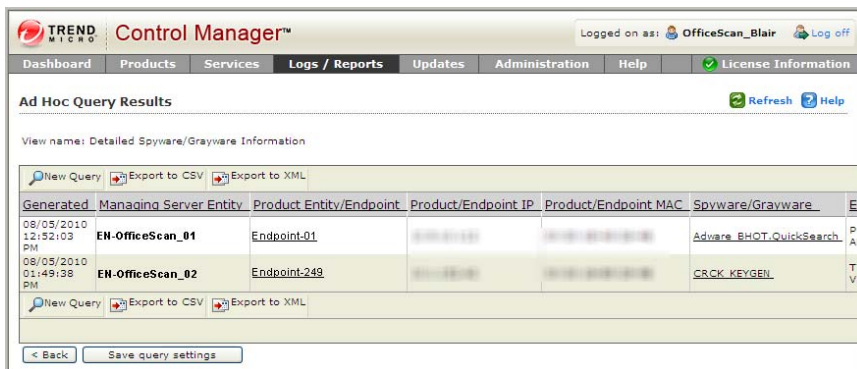 TREND MICRO Control Manager™ Logged on as: OfficeScan_Blair Log off
Dashboard Products Services Logs / Reports Updates Administration Help License Information
Ad Hoc Query Results Refresh Help
View name: Detailed Spyware/Grayware Information
New Query Export to CSV Export to XML
Generated Managing Server Entity Product Entity/Endpoint Product/Endpoint IP Product/Endpoint MAC Spyware/Grayware E
08/05/2010 12:52:03 PM EN-OfficeScan_01 Endpoint-01 Adware_BHOT.QuickSearch P A
08/05/2010 01:49:38 PM EN-OfficeScan_02 Endpoint-249 CRCK_KEYGEN T V
New Query Export to CSV Export to XML
< Back Save query settings